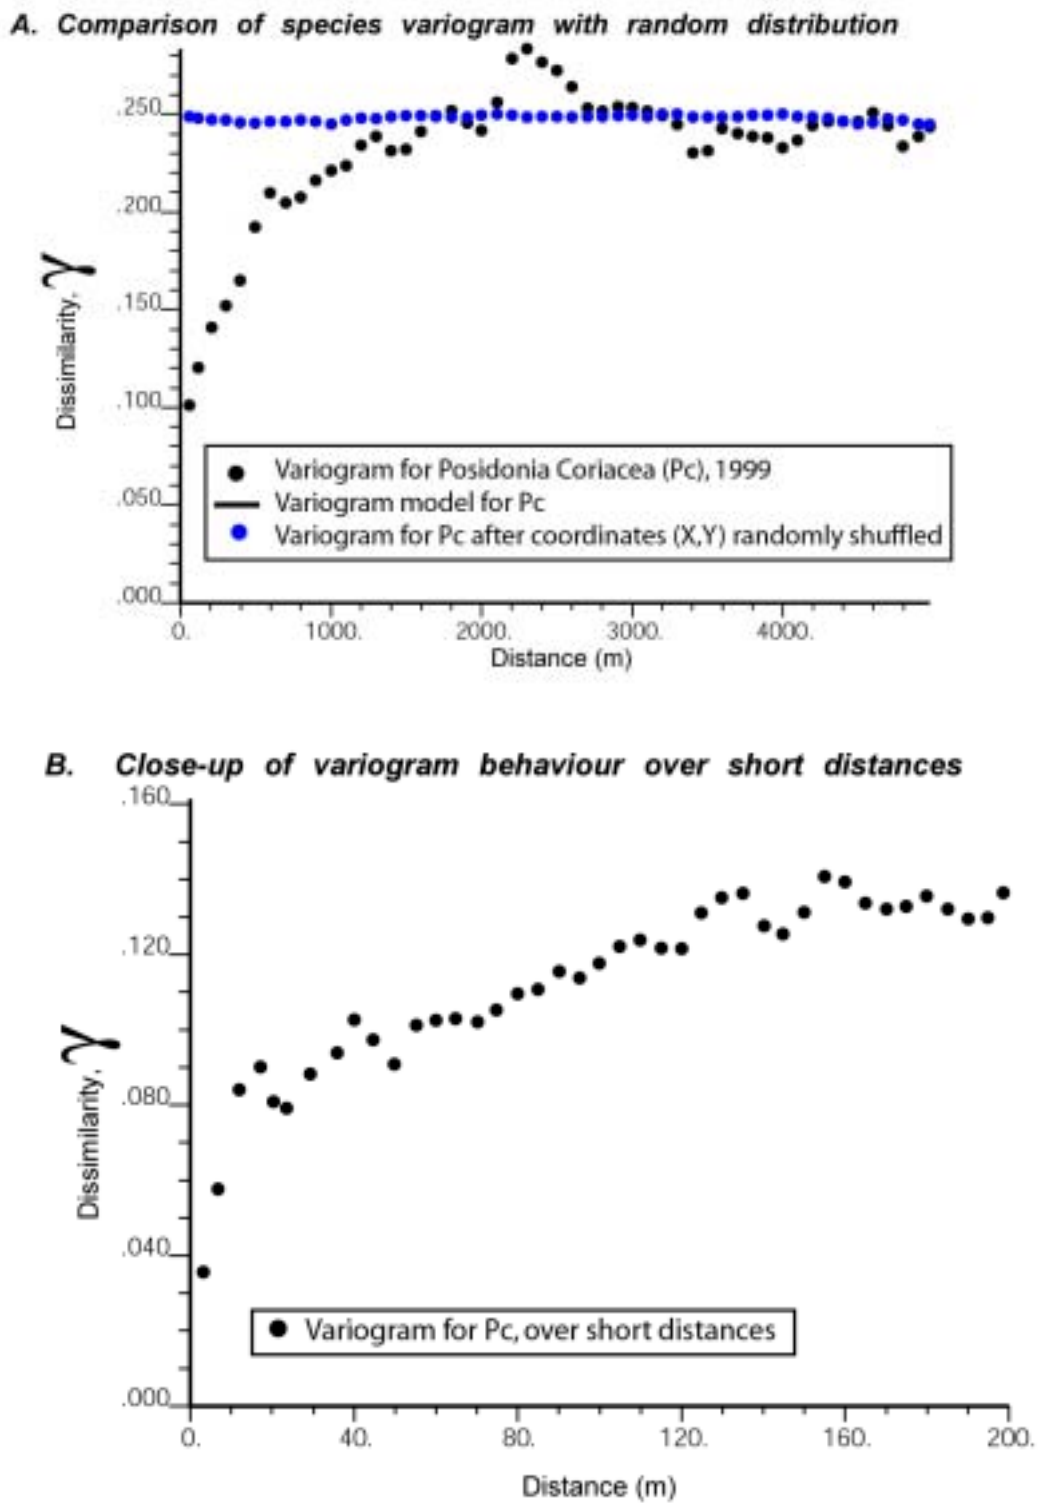 A. Comparison of species variogram with random distribution
.250
.200
.150
.100
.050
.000
Dissimilarity, γ
Variogram for Posidonia Coriacea (Pc), 1999
Variogram model for Pc
Variogram for Pc after coordinates (X,Y) randomly shuffled
0. 1000. 2000. 3000. 4000.
Distance (m)
B. Close-up of variogram behaviour over short distances
.160
.120
.080
.040
.000
Dissimilarity, γ
Variogram for Pc, over short distances
0. 40. 80. 120. 160. 200.
Distance (m)